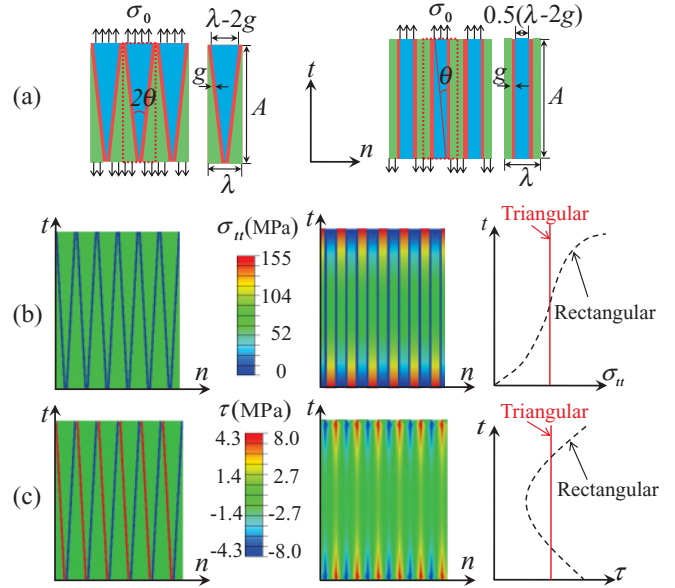 (a)
σ₀
λ-2g
2θ
g
A
λ
t
n
σ₀
0.5(λ-2g)
θ
g
A
λ
(b)
t
n
σₜₜ(MPa)
155
104
52
0
n
t
Triangular
Rectangular
σₜₜ
(c)
t
n
τ(MPa)
4.3 8.0
1.4 2.7
-1.4 -2.7
-4.3 -8.0
n
t
Triangular
Rectangular
τ